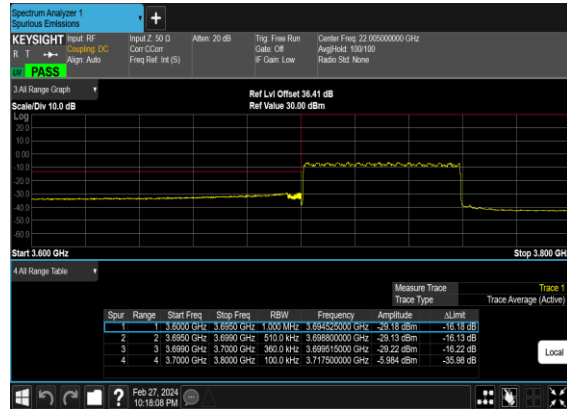 Spectrum Analyzer 1
Spurious Emissions
+
KEYSIGHT Input: RF Input Z: 50 Ω Atten: 20 dB Trig: Free Run Center Freq: 22.005000000 GHz
R T Coupling: DC Corr CCorr Gate: Off Avg|Hold: 100/100
Align: Auto Freq Ref: Int (S) IF Gain: Low Radio Std: None
PASS
3 All Range Graph
Ref Lvl Offset 36.41 dB
Scale/Div 10.0 dB Ref Value 30.00 dBm
Log
20.0
10.0
0.00
-10.0
-20.0
-30.0
-40.0
-50.0
-60.0
Start 3.600 GHz Stop 3.800 GH
4 All Range Table
Measure Trace Trace 1
Trace Type Trace Average (Active)
Spur Range Start Freq Stop Freq RBW Frequency Amplitude ΔLimit
1 1 3.6000 GHz 3.6950 GHz 1.000 MHz 3.694525000 GHz -29.18 dBm -16.18 dB
2 2 3.6950 GHz 3.6990 GHz 510.0 kHz 3.698800000 GHz -29.13 dBm -16.13 dB
3 3 3.6990 GHz 3.7000 GHz 360.0 kHz 3.699515000 GHz -29.22 dBm -16.22 dB
4 4 3.7000 GHz 3.8000 GHz 100.0 kHz 3.717500000 GHz -5.984 dBm -35.98 dB
Local
? Feb 27, 2024
10:18:08 PM